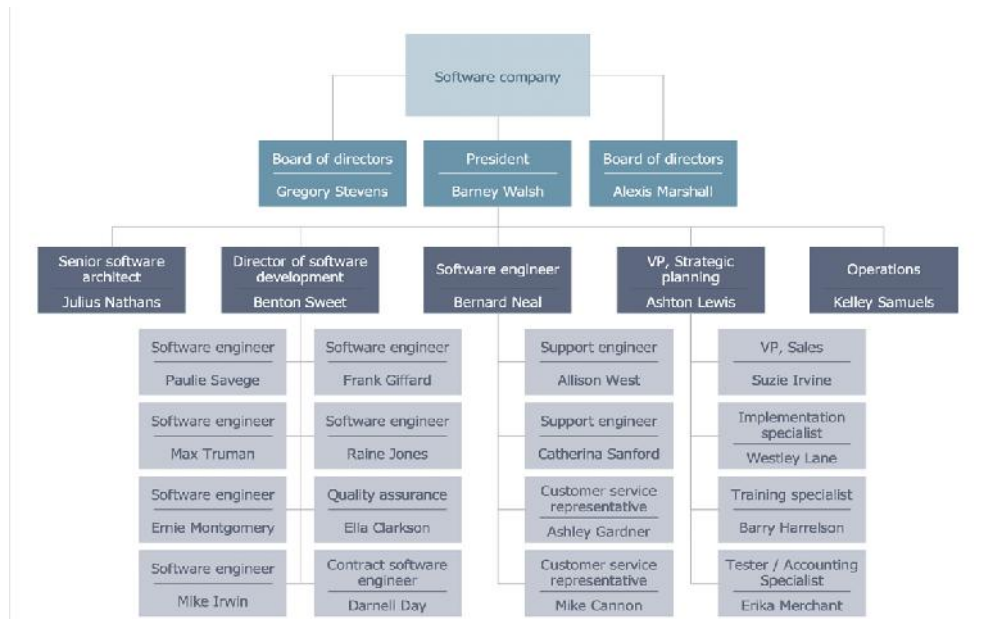 Software company
Board of directors
Gregory Stevens
President
Barney Walsh
Board of directors
Alexis Marshall
Senior software
architect
Julius Nathans
Director of software
development
Benton Sweet
Software engineer
Bernard Neal
VP, Strategic
planning
Ashton Lewis
Operations
Kelley Samuels
Software engineer
Paulie Savege
Software engineer
Frank Giffard
Support engineer
Allison West
VP, Sales
Suzie Irvine
Software engineer
Max Truman
Software engineer
Raine Jones
Support engineer
Catherina Sanford
Implementation
specialist
Westley Lane
Software engineer
Ernie Montgomery
Quality assurance
Ella Clarkson
Customer service
representative
Ashley Gardner
Training specialist
Barry Harrelson
Software engineer
Mike Irwin
Contract software
engineer
Darnell Day
Customer service
representative
Mike Cannon
Tester / Accounting
Specialist
Erika Merchant